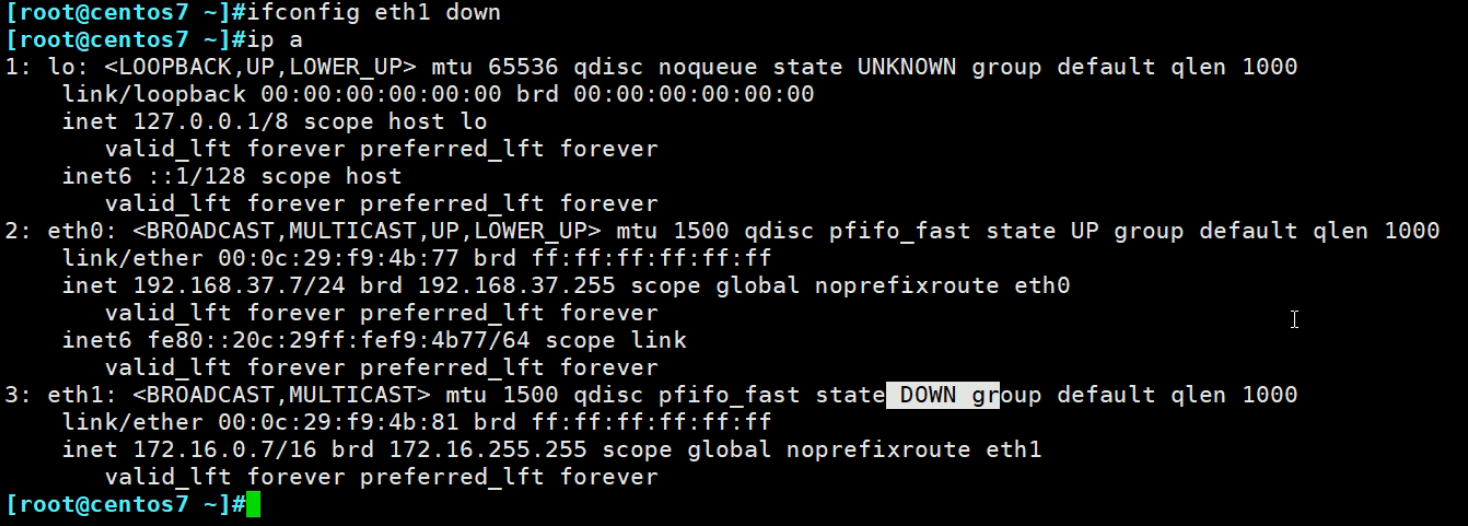 [root@centos7 ~]#ifconfig eth1 down
[root@centos7 ~]#ip a
1: lo: <LOOPBACK,UP,LOWER_UP> mtu 65536 qdisc noqueue state UNKNOWN group default qlen 1000
    link/loopback 00:00:00:00:00:00 brd 00:00:00:00:00:00
    inet 127.0.0.1/8 scope host lo
       valid_lft forever preferred_lft forever
    inet6 ::1/128 scope host
       valid_lft forever preferred_lft forever
2: eth0: <BROADCAST,MULTICAST,UP,LOWER_UP> mtu 1500 qdisc pfifo_fast state UP group default qlen 1000
    link/ether 00:0c:29:f9:4b:77 brd ff:ff:ff:ff:ff:ff
    inet 192.168.37.7/24 brd 192.168.37.255 scope global noprefixroute eth0
       valid_lft forever preferred_lft forever
    inet6 fe80::20c:29ff:fef9:4b77/64 scope link
       valid_lft forever preferred_lft forever
3: eth1: <BROADCAST,MULTICAST> mtu 1500 qdisc pfifo_fast state DOWN group default qlen 1000
    link/ether 00:0c:29:f9:4b:81 brd ff:ff:ff:ff:ff:ff
    inet 172.16.0.7/16 brd 172.16.255.255 scope global noprefixroute eth1
       valid_lft forever preferred_lft forever
[root@centos7 ~]#